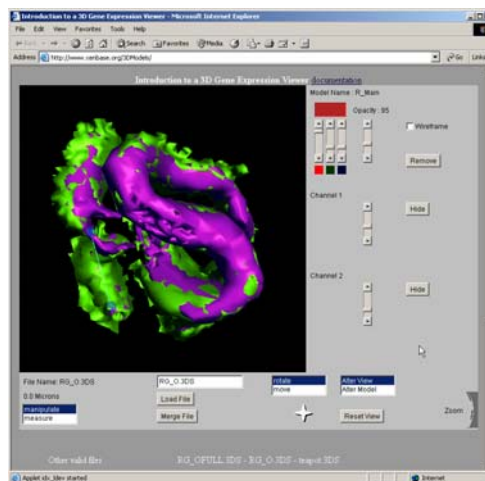 Introduction to a 3D Gene Expression Viewer - Microsoft Internet Explorer
File Edit View Favorites Tools Help
Search Favorites Media
Address http://www.xenbase.org/3DModels/ Go Links
Introduction to a 3D Gene Expression Viewer documentation
Model Name : R_Main
Opacity : 95
Wireframe
Remove
Channel 1
Hide
Channel 2
Hide
File Name: RG_O.3DS
RG_O.3DS
rotate
move
Alter View
Alter Model
0.0 Microns
Load File
manipulate
measure
Merge File
Reset View
Zoom
Other valid files
RG_OFULL.3DS - RG_O.3DS - teapot.3DS
started
Internet